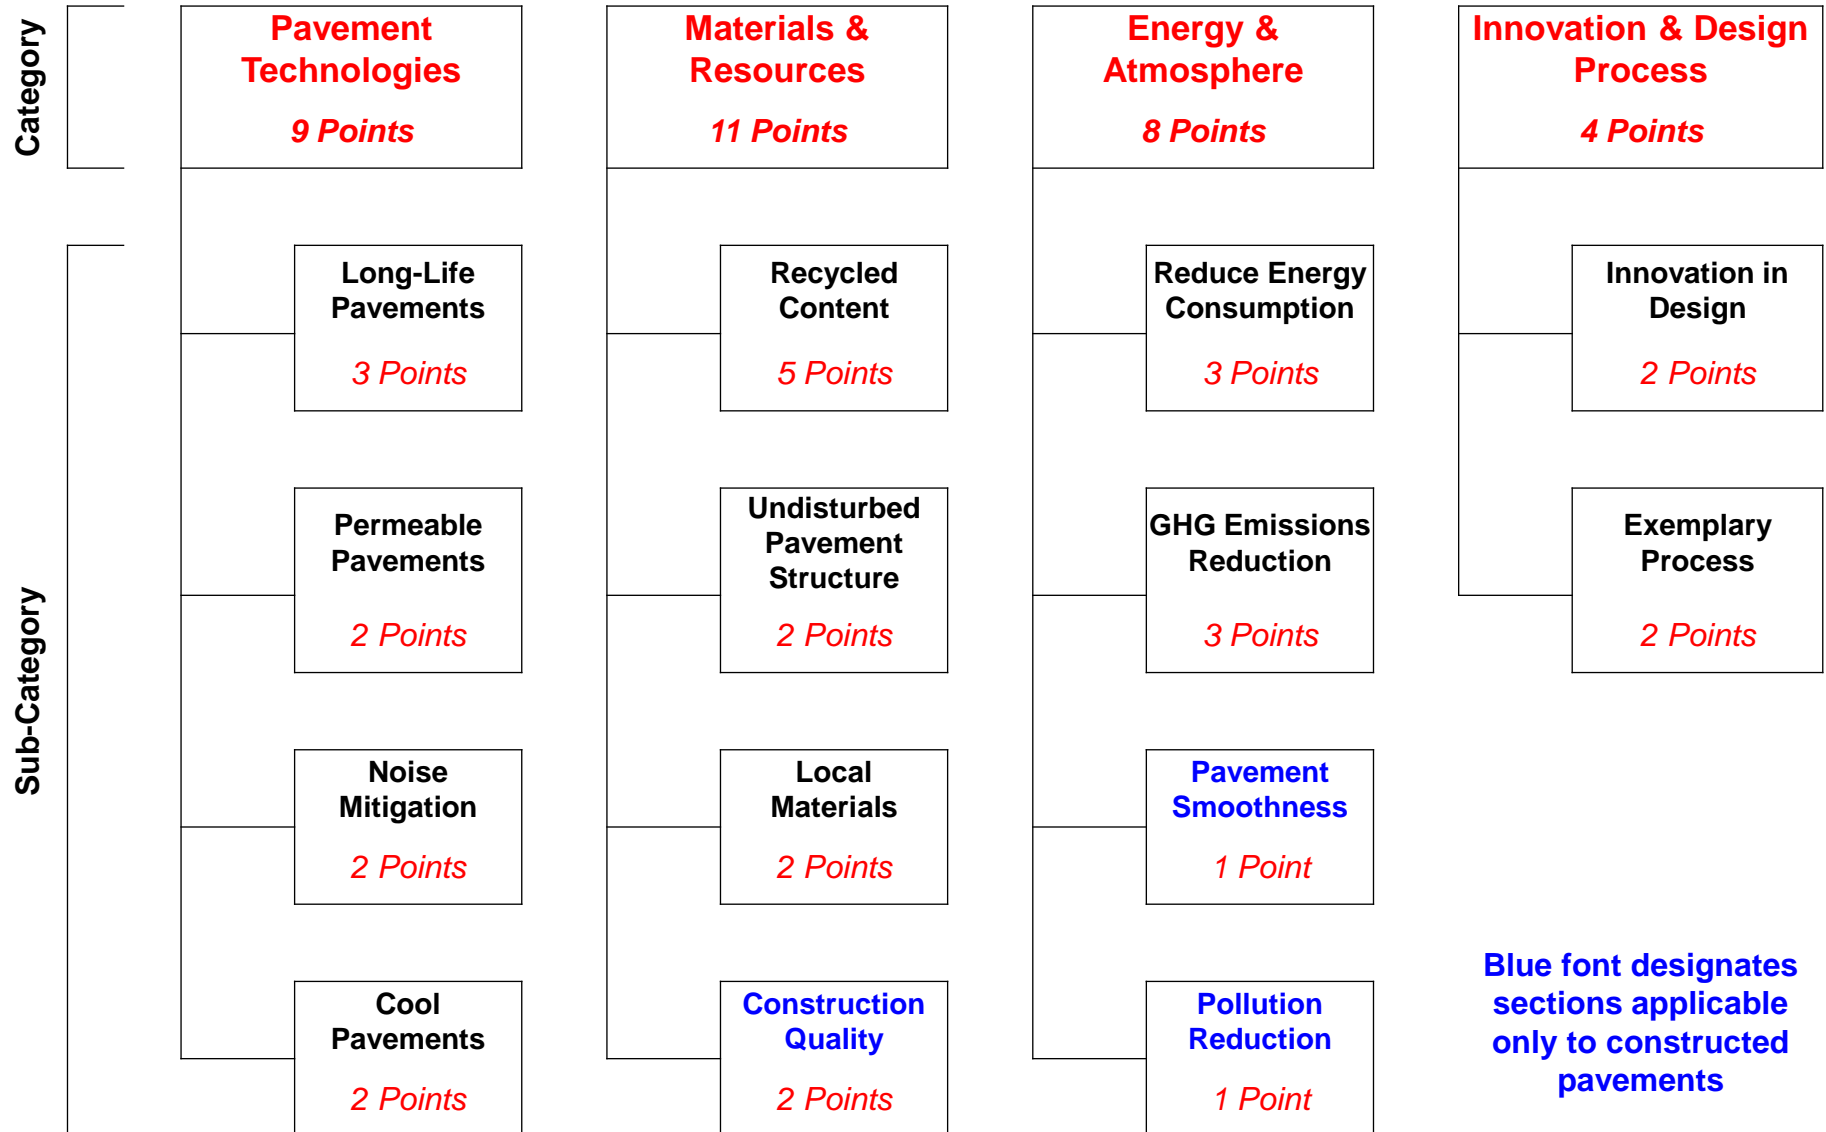 Category
Pavement
Technologies
9 Points
Materials &
Resources
11 Points
Energy &
Atmosphere
8 Points
Innovation & Design
Process
4 Points
Sub-Category
Long-Life
Pavements
3 Points
Recycled
Content
5 Points
Reduce Energy
Consumption
3 Points
Innovation in
Design
2 Points
Permeable
Pavements
2 Points
Undisturbed
Pavement
Structure
2 Points
GHG Emissions
Reduction
3 Points
Exemplary
Process
2 Points
Noise
Mitigation
2 Points
Local
Materials
2 Points
Pavement
Smoothness
1 Point
Cool
Pavements
2 Points
Construction
Quality
2 Points
Pollution
Reduction
1 Point
Blue font designates
sections applicable
only to constructed
pavements